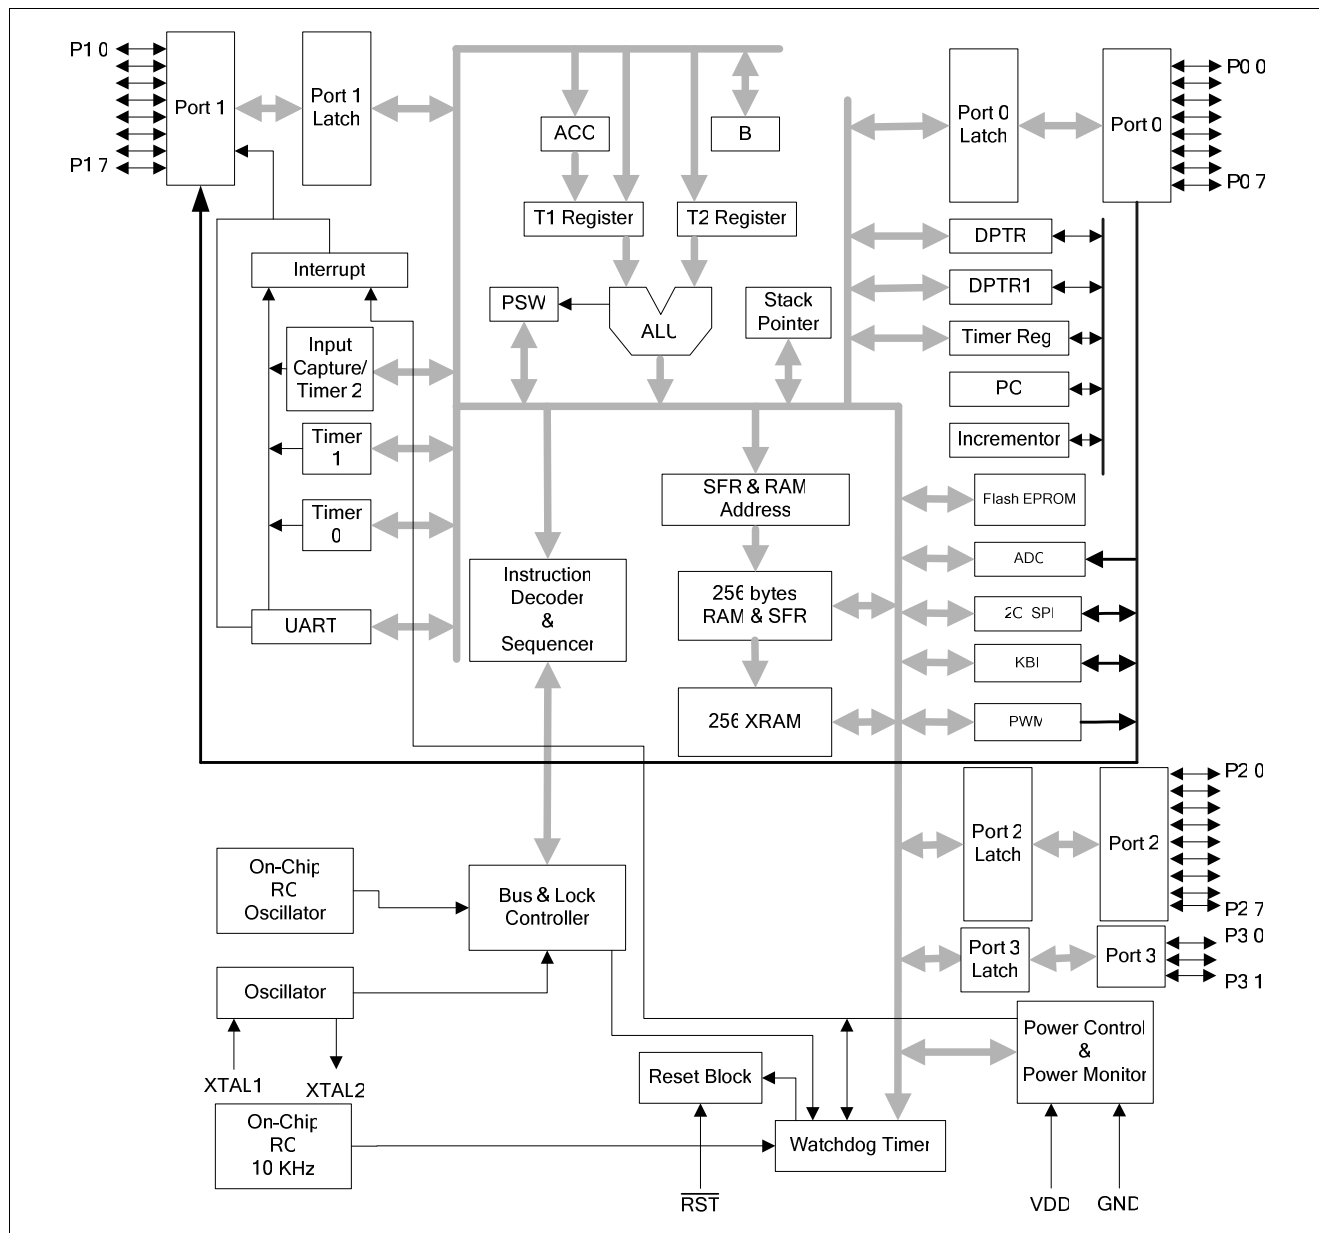 P1 0
P1 7
Port 1
Port 1
Latch
ACC
B
Port 0
Latch
Port 0
P0 0
P0 7
T1 Register
T2 Register
Interrupt
PSW
ALU
Stack
Pointer
DPTR
DPTR1
Timer Reg
PC
Incrementor
Input
Capture/
Timer 2
Timer
1
Timer
0
UART
SFR & RAM
Address
Flash EPROM
Instruction
Decoder
&
Sequencer
256 bytes
RAM & SFR
256 XRAM
ADC
2C SPI
KBI
PWM
P2 0
P2 7
Port 2
Latch
Port 2
On-Chip
RC
Oscillator
Bus & Lock
Controller
Port 3
Latch
Port 3
P3 0
P3 1
Oscillator
XTAL1
XTAL2
Power Control
&
Power Monitor
Reset Block
On-Chip
RC
10 KHz
Watchdog Timer
RST
VDD
GND